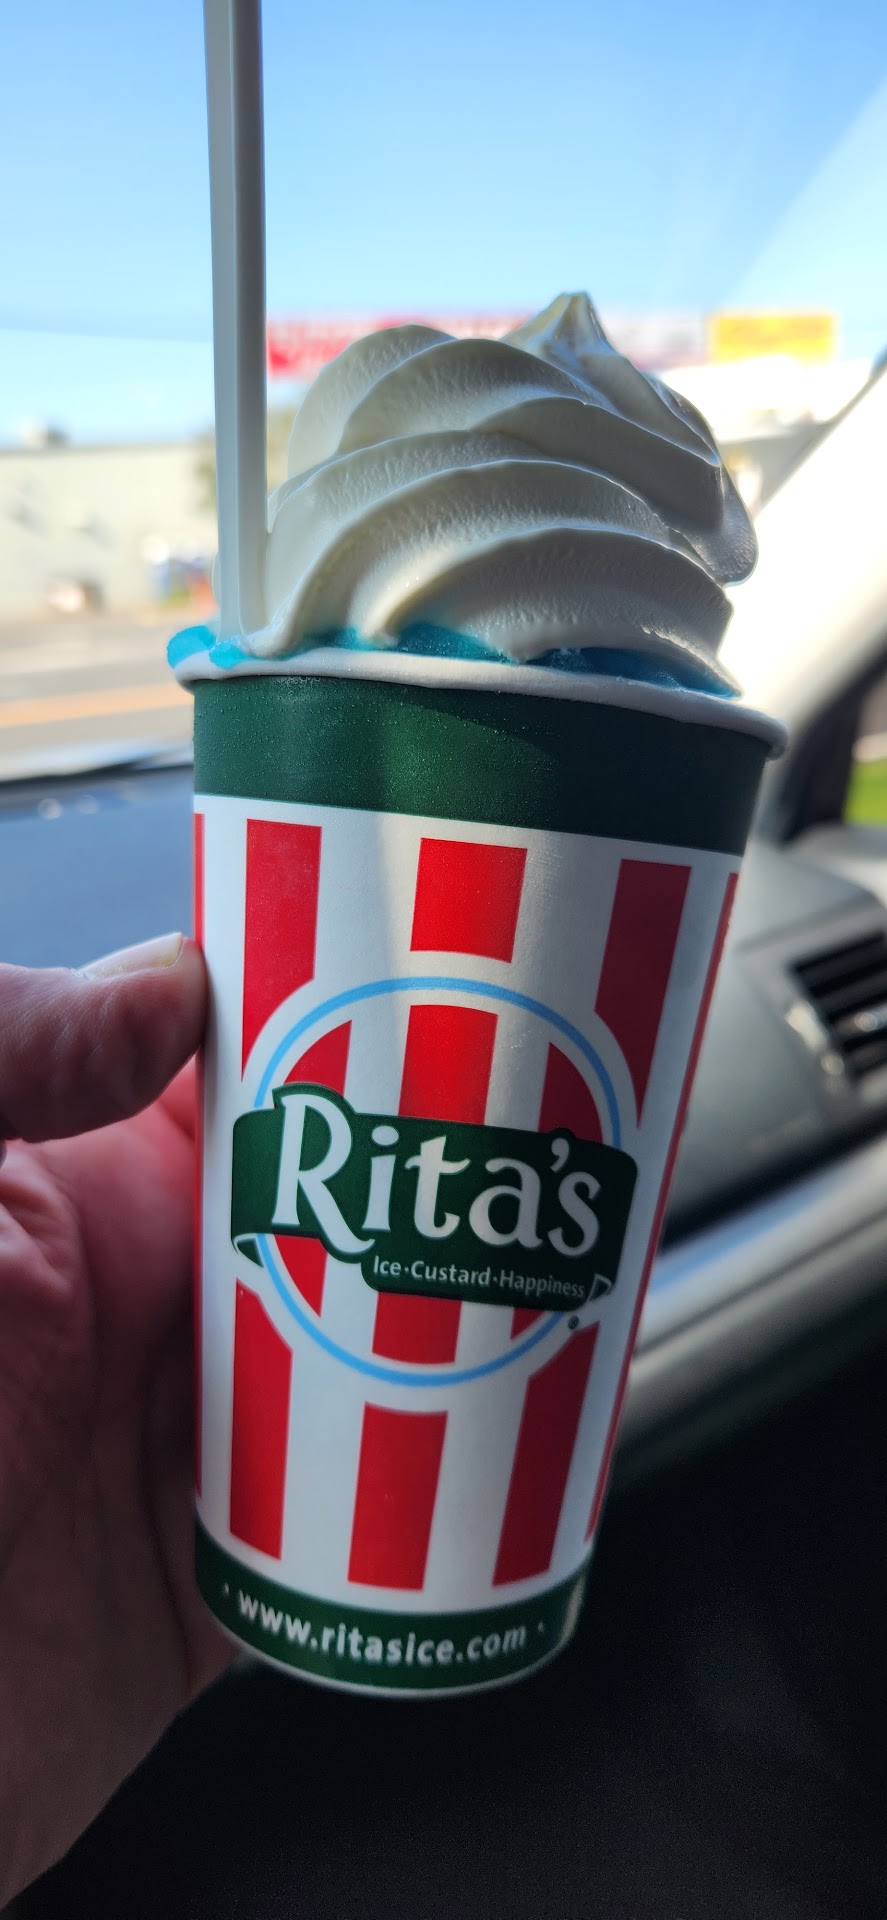 Rita's
Ice·Custard·Happiness
®
· www.ritasice.com ·